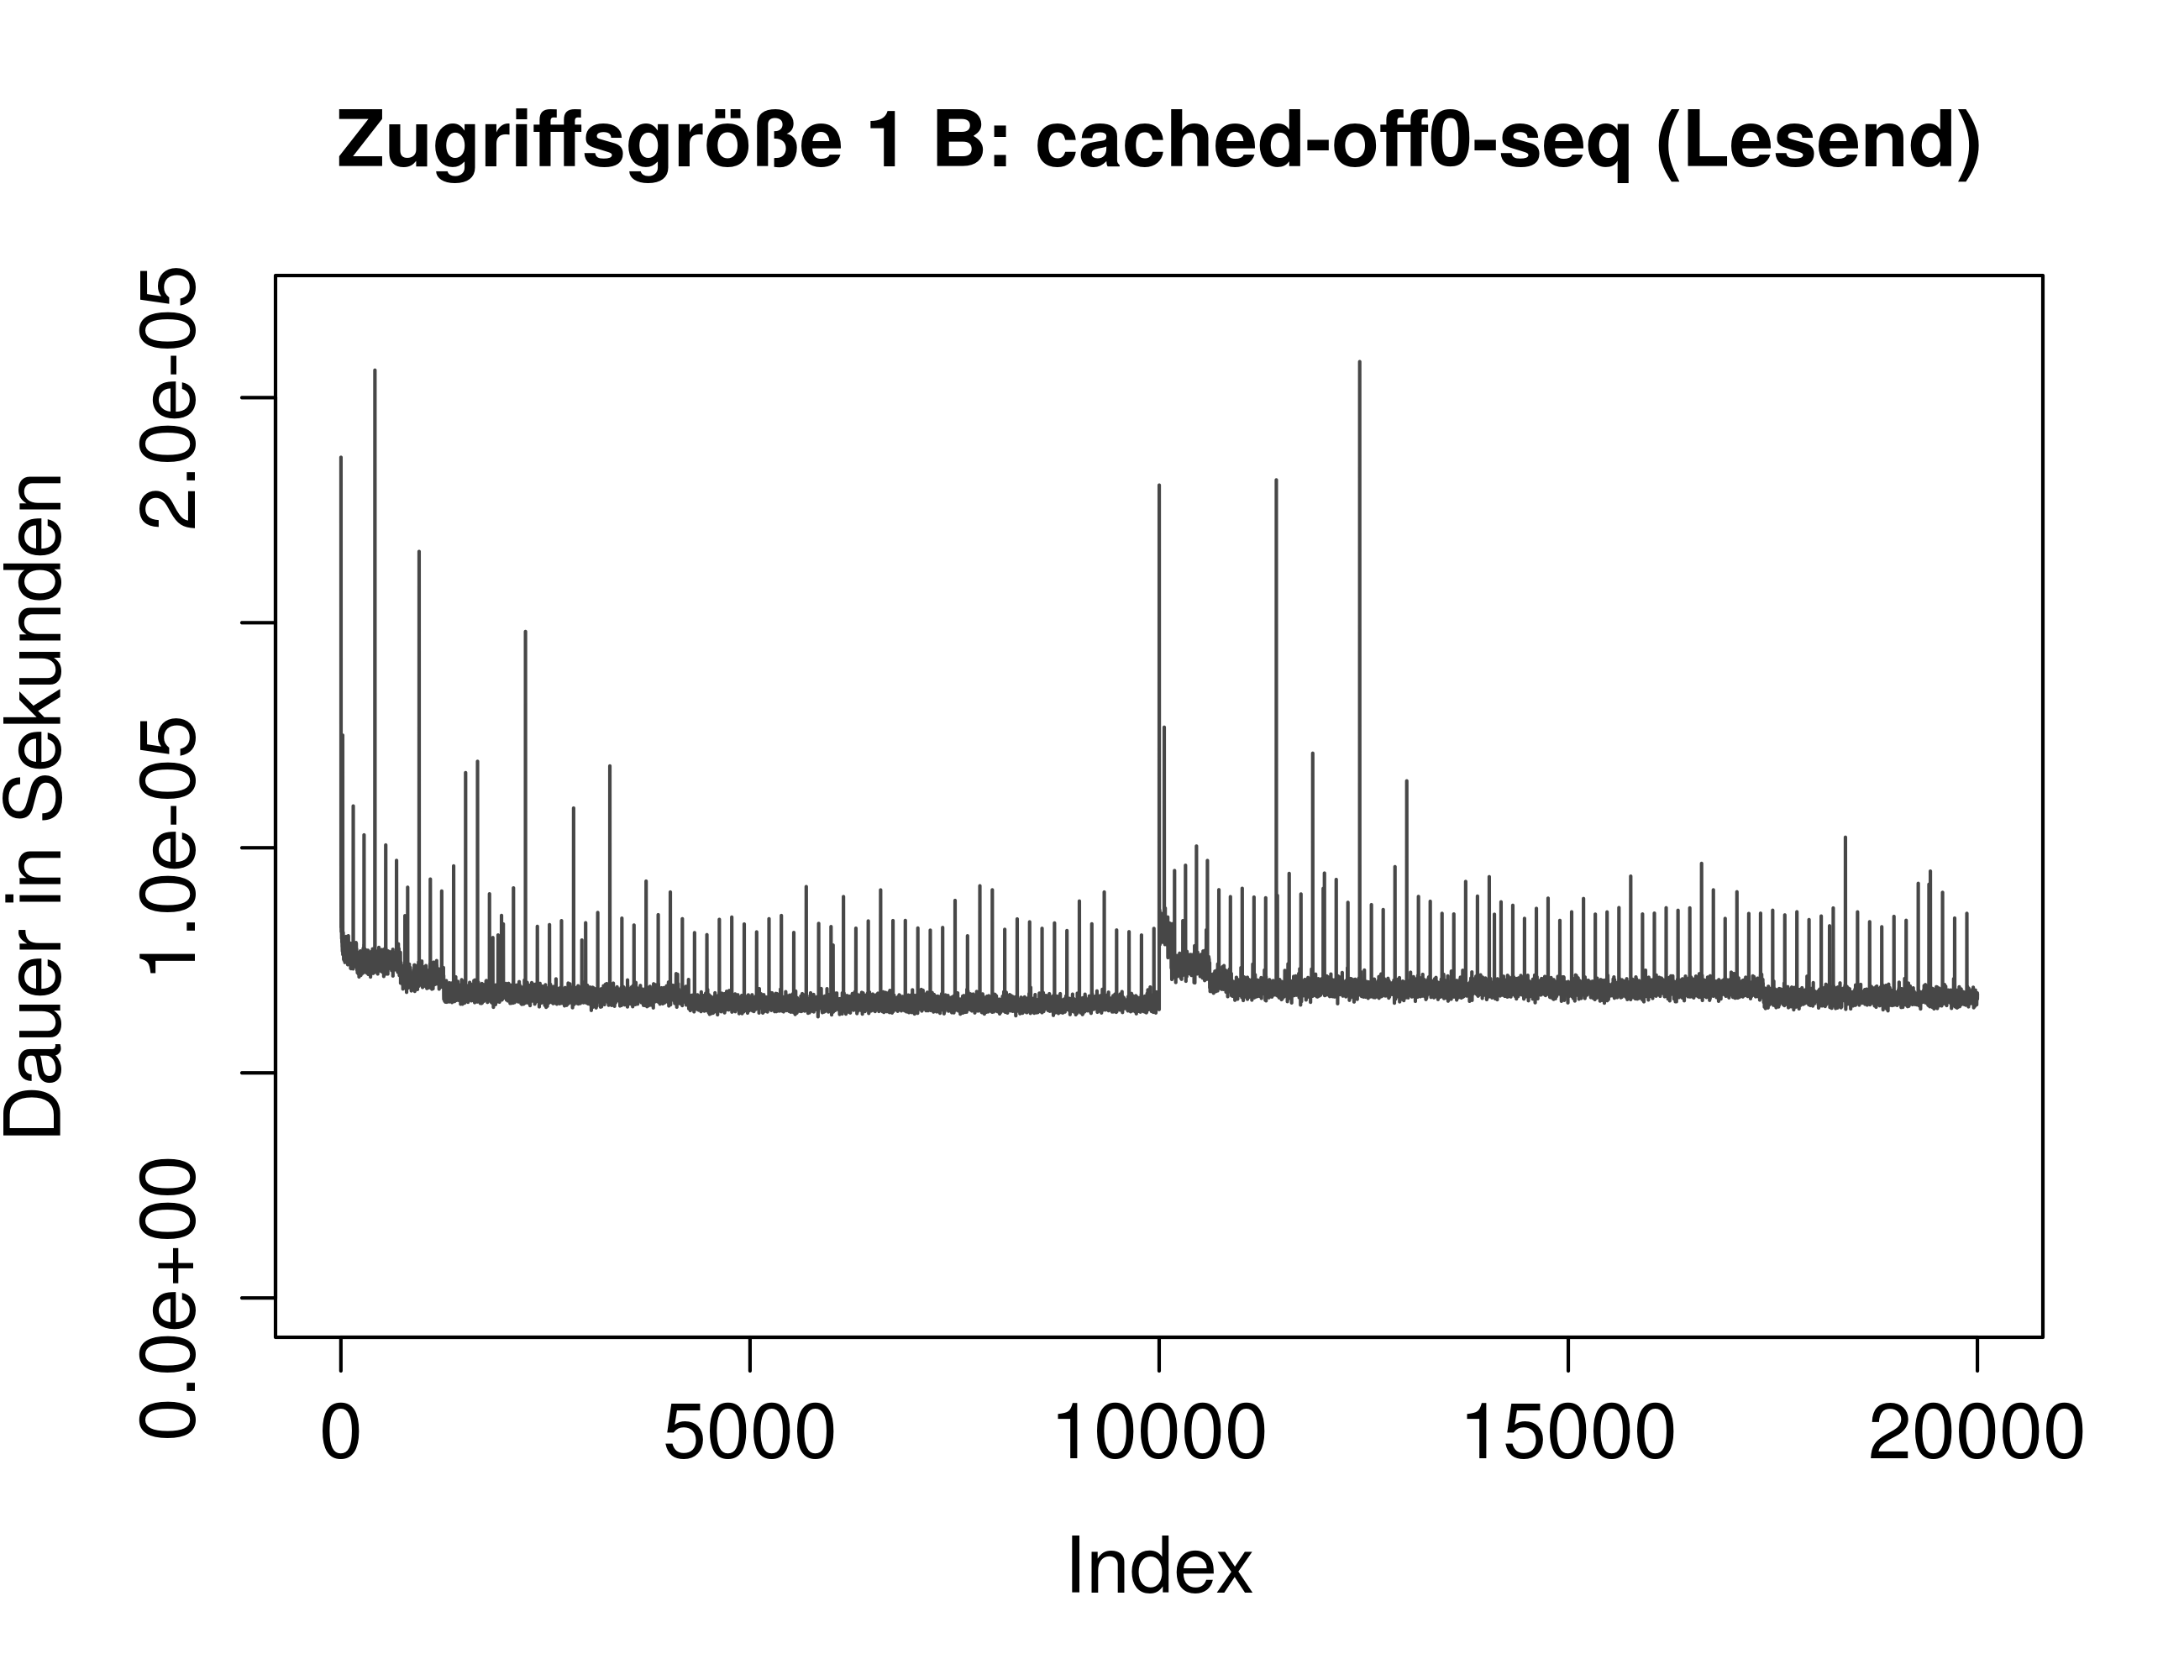 Zugriffsgröße 1 B: cached-off0-seq (Lesend)
Dauer in Sekunden
2.0e-05
1.0e-05
0.0e+00
0 5000 10000 15000 20000
Index